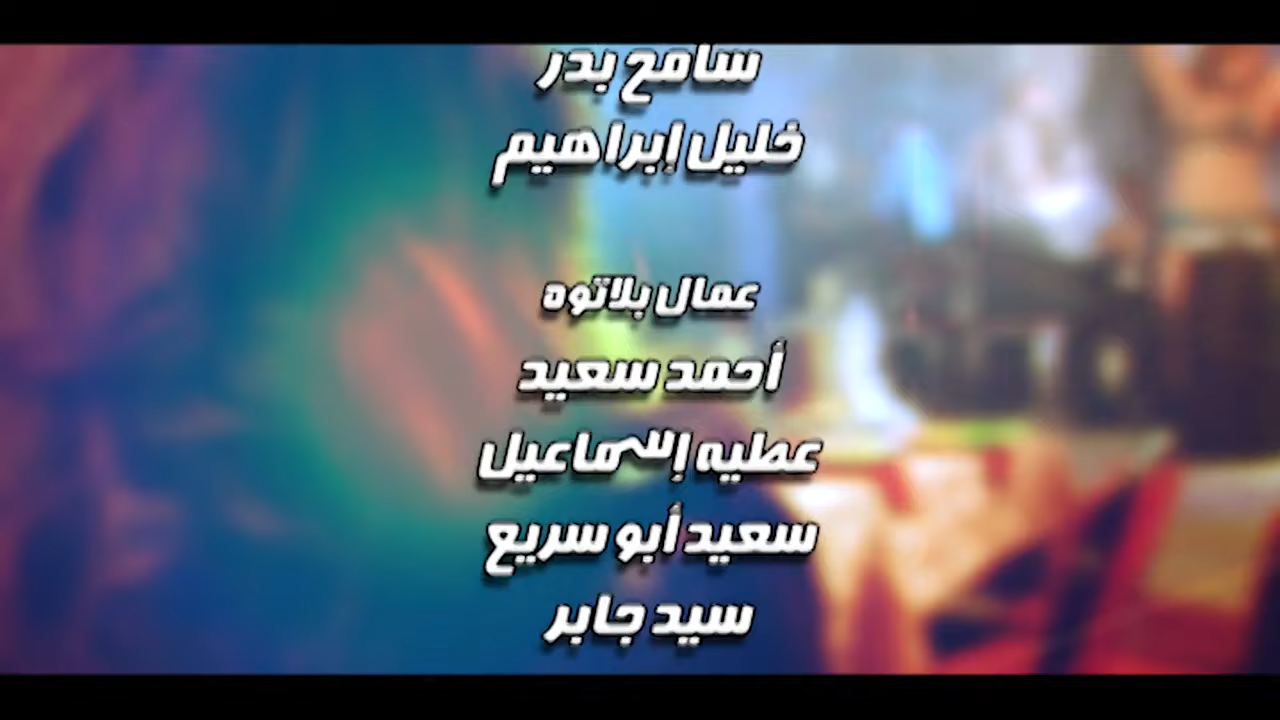 سامح بدر
خليل إبراهيم
عمال بلاتوه
أحمد سعيد
عطيه إسماعيل
سعيد أبو سريع
سيد جابر